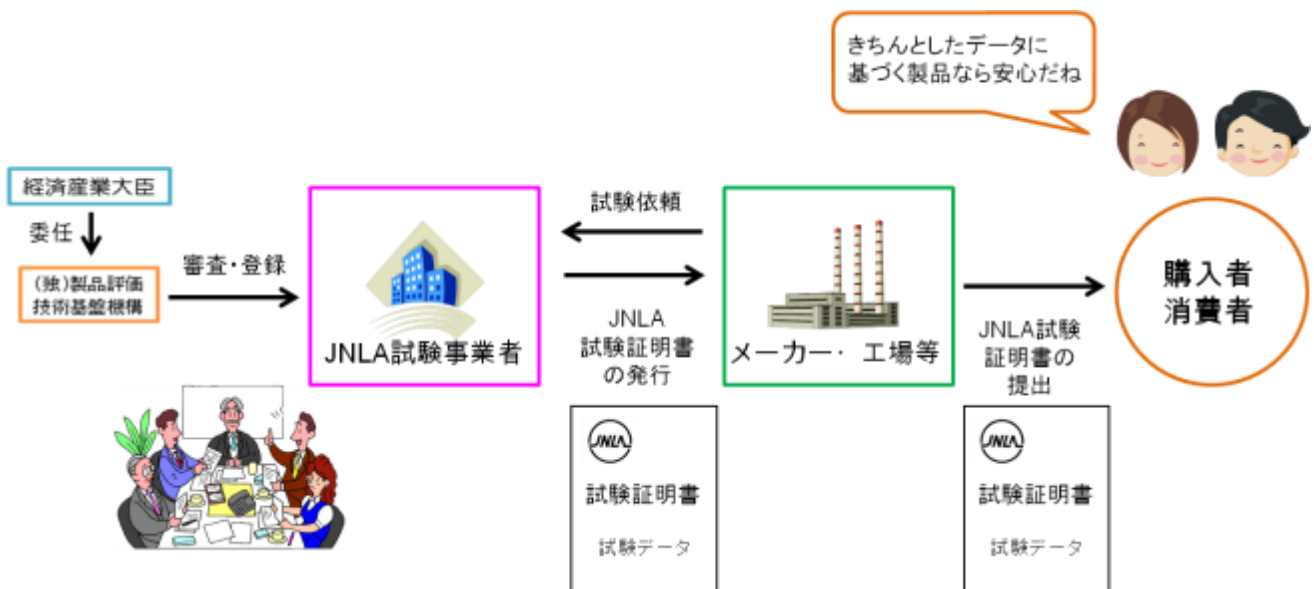 きちんとしたデータに
基づく製品なら安心だね
経済産業大臣
委任
(独)製品評価
技術基盤機構
審査・登録
JNLA試験事業者
試験依頼
JNLA
試験証明書
の発行
メーカー・ 工場等
JNLA試験
証明書の
提出
購入者
消費者
JNLA
試験証明書
試験データ
JNLA
試験証明書
試験データ